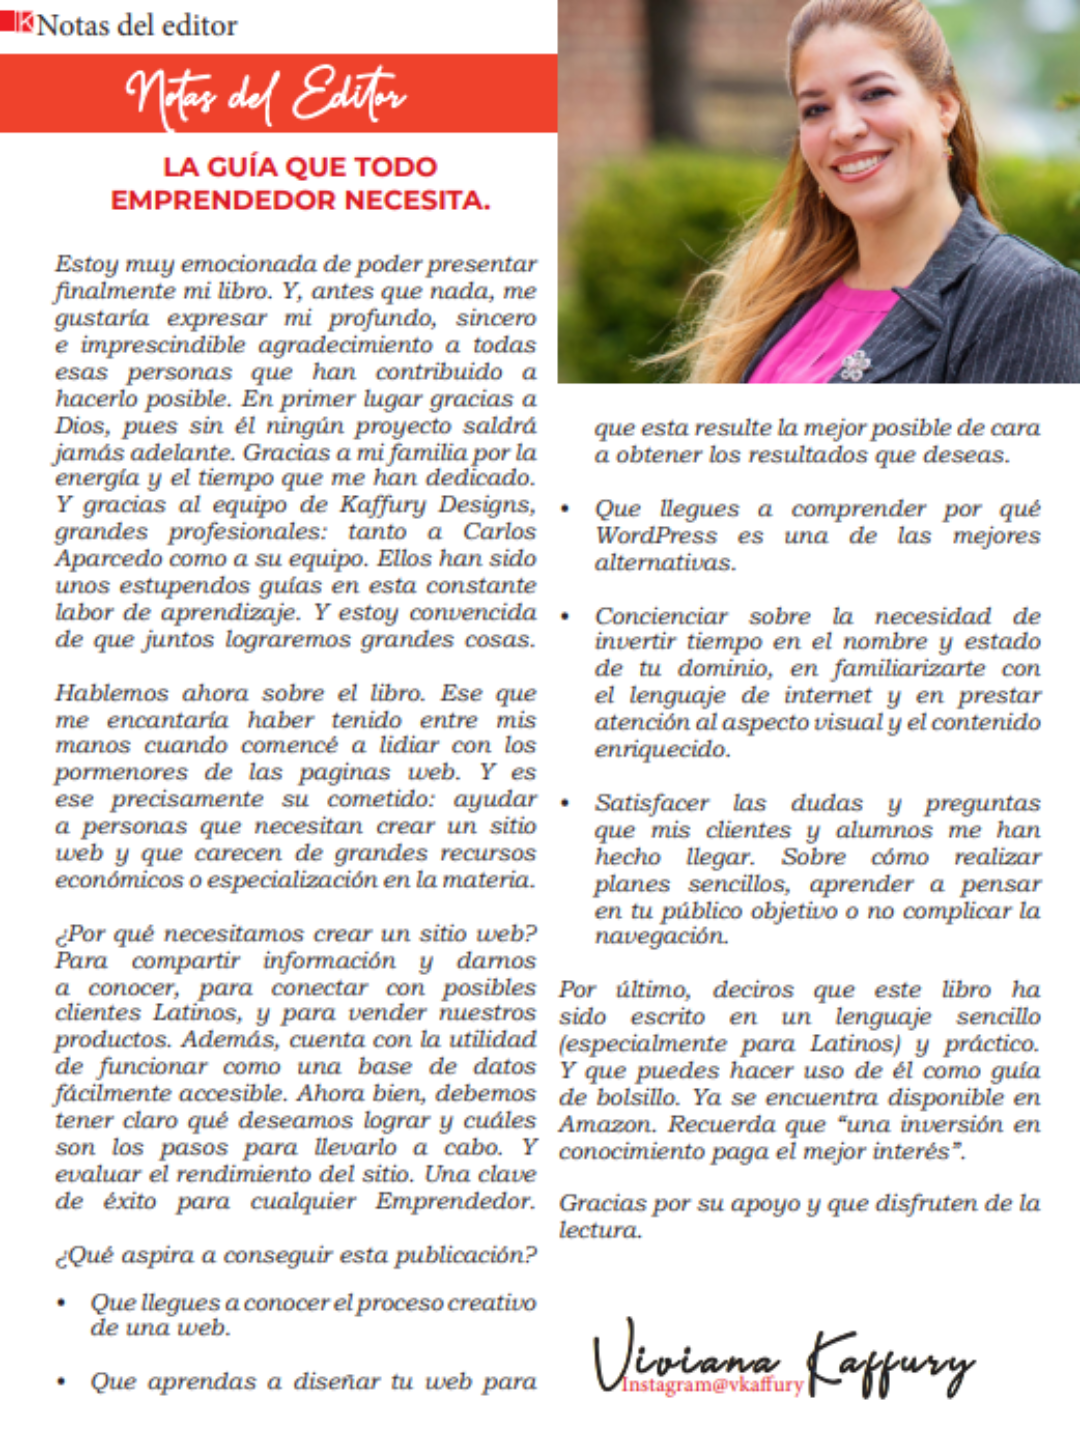 K Notas del editor
Notas del Editor
LA GUÍA QUE TODO
EMPRENDEDOR NECESITA.
Estoy muy emocionada de poder presentar
finalmente mi libro. Y, antes que nada, me
gustaría expresar mi profundo, sincero
e imprescindible agradecimiento a todas
esas personas que han contribuido a
hacerlo posible. En primer lugar gracias a
Dios, pues sin él ningún proyecto saldrá
jamás adelante. Gracias a mi familia por la
energía y el tiempo que me han dedicado.
Y gracias al equipo de Kaffury Designs,
grandes profesionales: tanto a Carlos
Aparcedo como a su equipo. Ellos han sido
unos estupendos guías en esta constante
labor de aprendizaje. Y estoy convencida
de que juntos lograremos grandes cosas.
Hablemos ahora sobre el libro. Ese que
me encantaría haber tenido entre mis
manos cuando comencé a lidiar con los
pormenores de las paginas web. Y es
ese precisamente su cometido: ayudar
a personas que necesitan crear un sitio
web y que carecen de grandes recursos
económicos o especialización en la materia.
¿Por qué necesitamos crear un sitio web?
Para compartir información y darnos
a conocer, para conectar con posibles
clientes Latinos, y para vender nuestros
productos. Además, cuenta con la utilidad
de funcionar como una base de datos
fácilmente accesible. Ahora bien, debemos
tener claro qué deseamos lograr y cuáles
son los pasos para llevarlo a cabo. Y
evaluar el rendimiento del sitio. Una clave
de éxito para cualquier Emprendedor.
¿Qué aspira a conseguir esta publicación?
• Que llegues a conocer el proceso creativo
de una web.
• Que aprendas a diseñar tu web para
que esta resulte la mejor posible de cara
a obtener los resultados que deseas.
• Que llegues a comprender por qué
WordPress es una de las mejores
alternativas.
• Concienciar sobre la necesidad de
invertir tiempo en el nombre y estado
de tu dominio, en familiarizarte con
el lenguaje de internet y en prestar
atención al aspecto visual y el contenido
enriquecido.
• Satisfacer las dudas y preguntas
que mis clientes y alumnos me han
hecho llegar. Sobre cómo realizar
planes sencillos, aprender a pensar
en tu público objetivo o no complicar la
navegación.
Por último, deciros que este libro ha
sido escrito en un lenguaje sencillo
(especialmente para Latinos) y práctico.
Y que puedes hacer uso de él como guía
de bolsillo. Ya se encuentra disponible en
Amazon. Recuerda que “una inversión en
conocimiento paga el mejor interés”.
Gracias por su apoyo y que disfruten de la
lectura.
Viviana Kaffury
Instagram@vkaffury